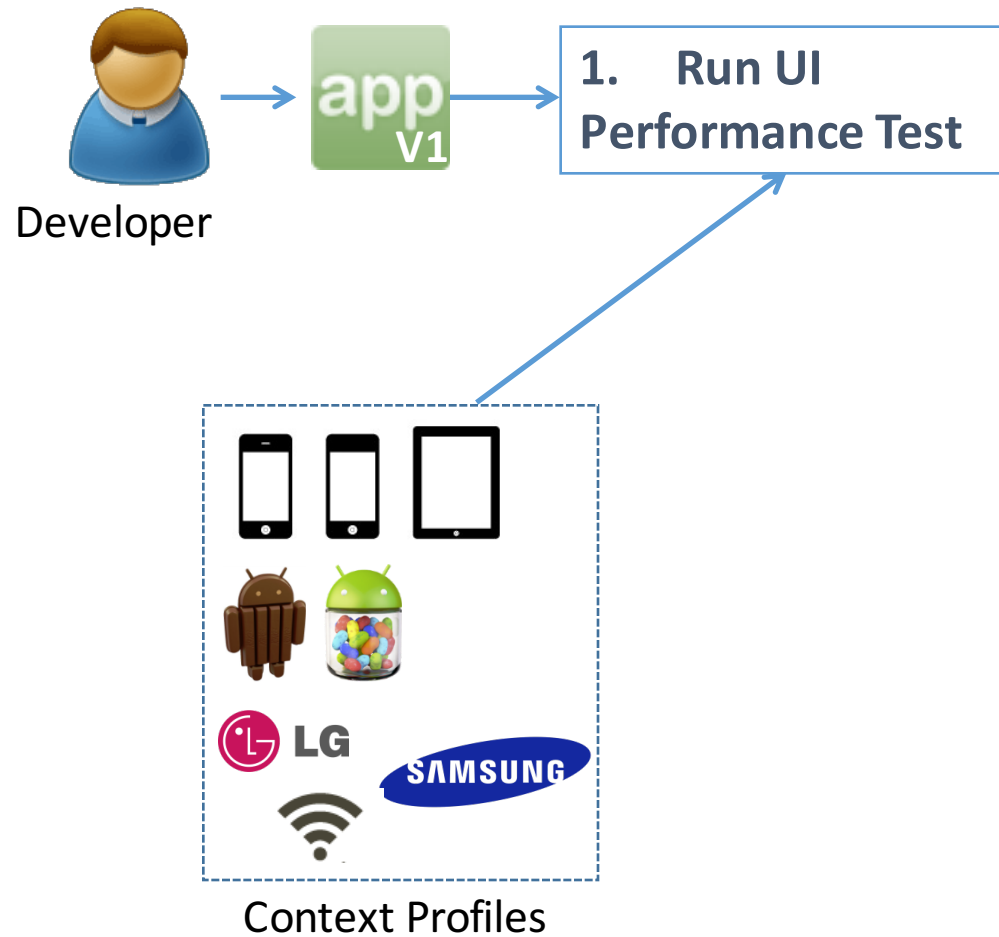 app
V1
1. Run UI
Performance Test
Developer
LG
SAMSUNG
Context Profiles